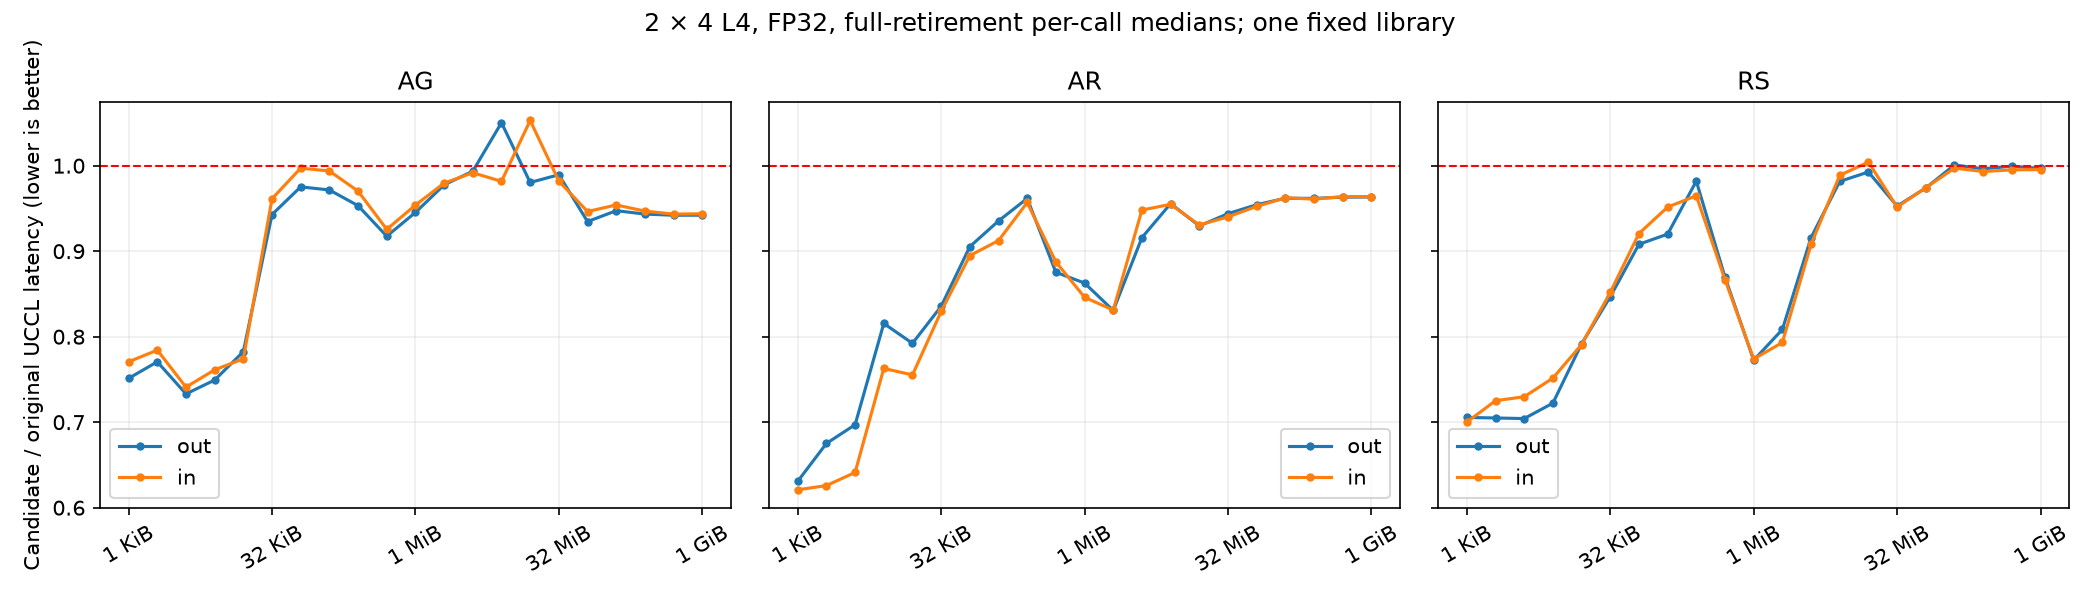 2 × 4 L4, FP32, full-retirement per-call medians; one fixed library
Candidate / original UCCL latency (lower is better)
AG
1.0
0.9
0.8
0.7
0.6
out
in
1 KiB
32 KiB
1 MiB
32 MiB
1 GiB
AR
out
in
1 KiB
32 KiB
1 MiB
32 MiB
1 GiB
RS
out
in
1 KiB
32 KiB
1 MiB
32 MiB
1 GiB